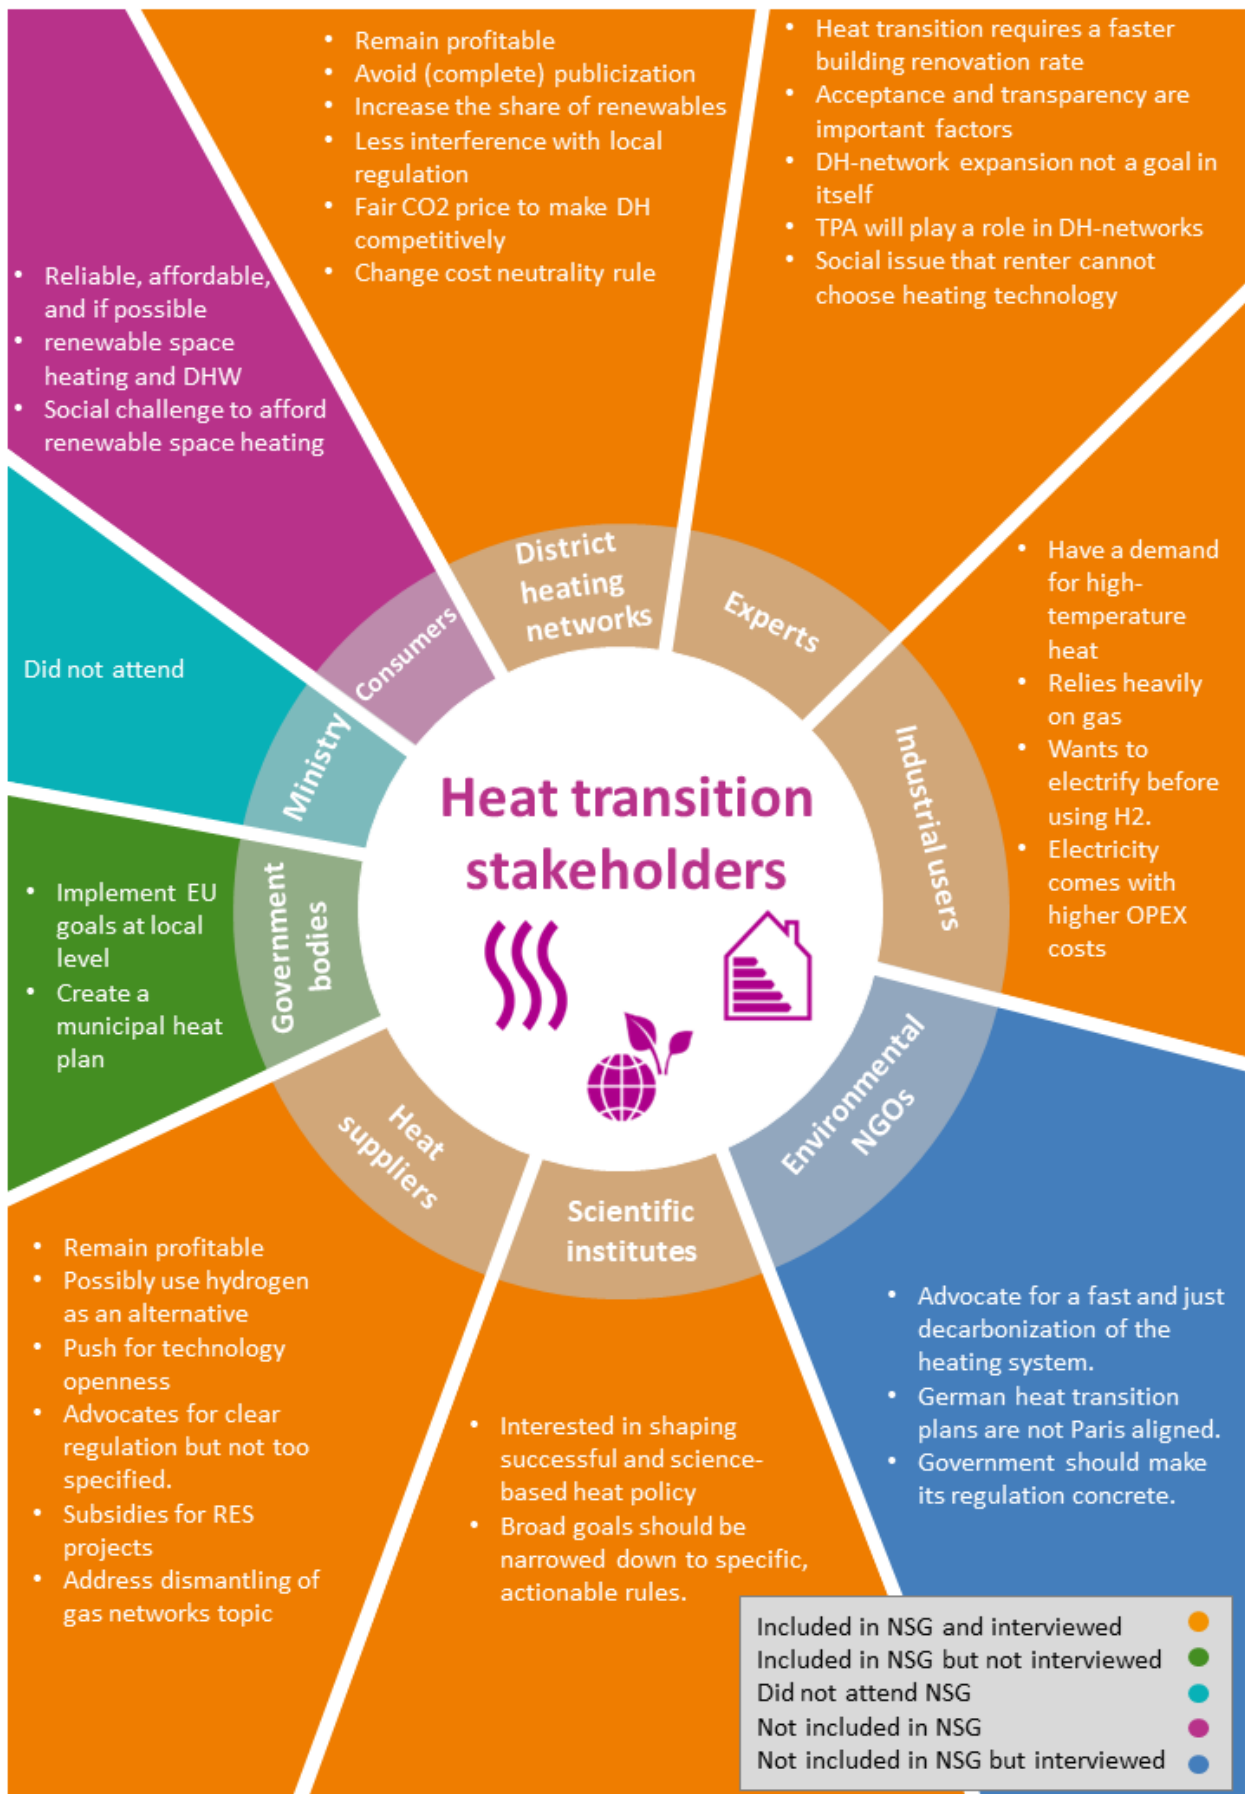 • Remain profitable
• Avoid (complete) publicization
• Increase the share of renewables
• Less interference with local
regulation
• Fair CO2 price to make DH
competitively
• Change cost neutrality rule
• Heat transition requires a faster
building renovation rate
• Acceptance and transparency are
important factors
• DH-network expansion not a goal in
itself
• TPA will play a role in DH-networks
• Social issue that renter cannot
choose heating technology
• Reliable, affordable,
and if possible
• renewable space
heating and DHW
• Social challenge to afford
renewable space heating
District
heating
networks
Experts
Consumers
• Have a demand
for high-
temperature
heat
• Relies heavily
on gas
• Wants to
electrify before
using H2.
• Electricity
comes with
higher OPEX
costs
Industrial users
Did not attend
Ministry
Heat transition
stakeholders
• Implement EU
goals at local
level
• Create a
municipal heat
plan
Government
bodies
Environmental
NGOs
Heat
suppliers
Scientific
institutes
• Remain profitable
• Possibly use hydrogen
as an alternative
• Push for technology
openness
• Advocates for clear
regulation but not too
specified.
• Subsidies for RES
projects
• Address dismantling of
gas networks topic
• Interested in shaping
successful and science-
based heat policy
• Broad goals should be
narrowed down to specific,
actionable rules.
• Advocate for a fast and just
decarbonization of the
heating system.
• German heat transition
plans are not Paris aligned.
• Government should make
its regulation concrete.
Included in NSG and interviewed
Included in NSG but not interviewed
Did not attend NSG
Not included in NSG
Not included in NSG but interviewed